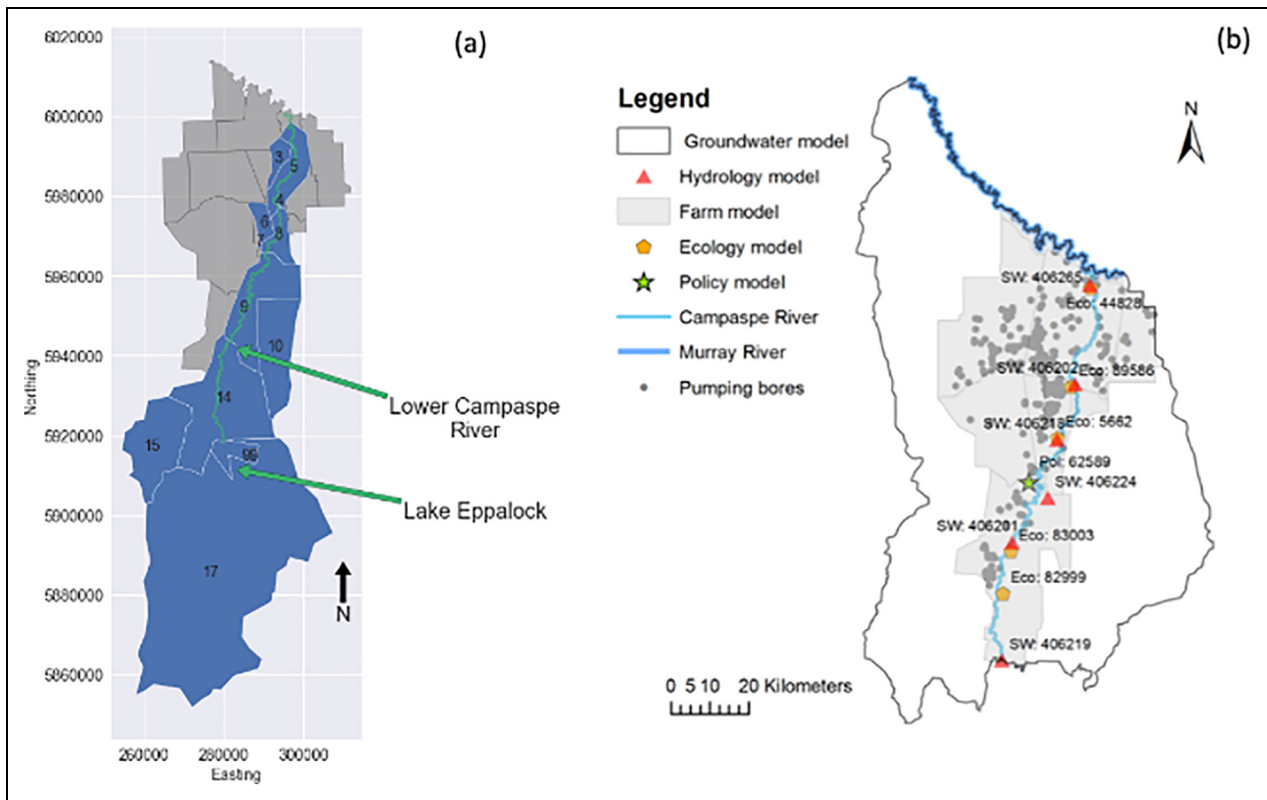 (a)
6020000
6000000
5980000
5960000
5940000
5920000
5900000
5880000
5860000
Northing
260000 280000 300000
Easting
3
5
4
6
8
7
9
10
14
15
99
17
Lower Campaspe
River
Lake Eppalock
N
(b)
Legend
Groundwater model
Hydrology model
Farm model
Ecology model
Policy model
Campaspe River
Murray River
Pumping bores
N
SW: 406265
Eco: 44828
SW: 406202
Eco: 89586
SW: 406218
Eco: 5662
Pol: 62589
SW: 406224
SW: 406201
Eco: 83003
Eco: 82999
SW: 406219
0 5 10 20 Kilometers